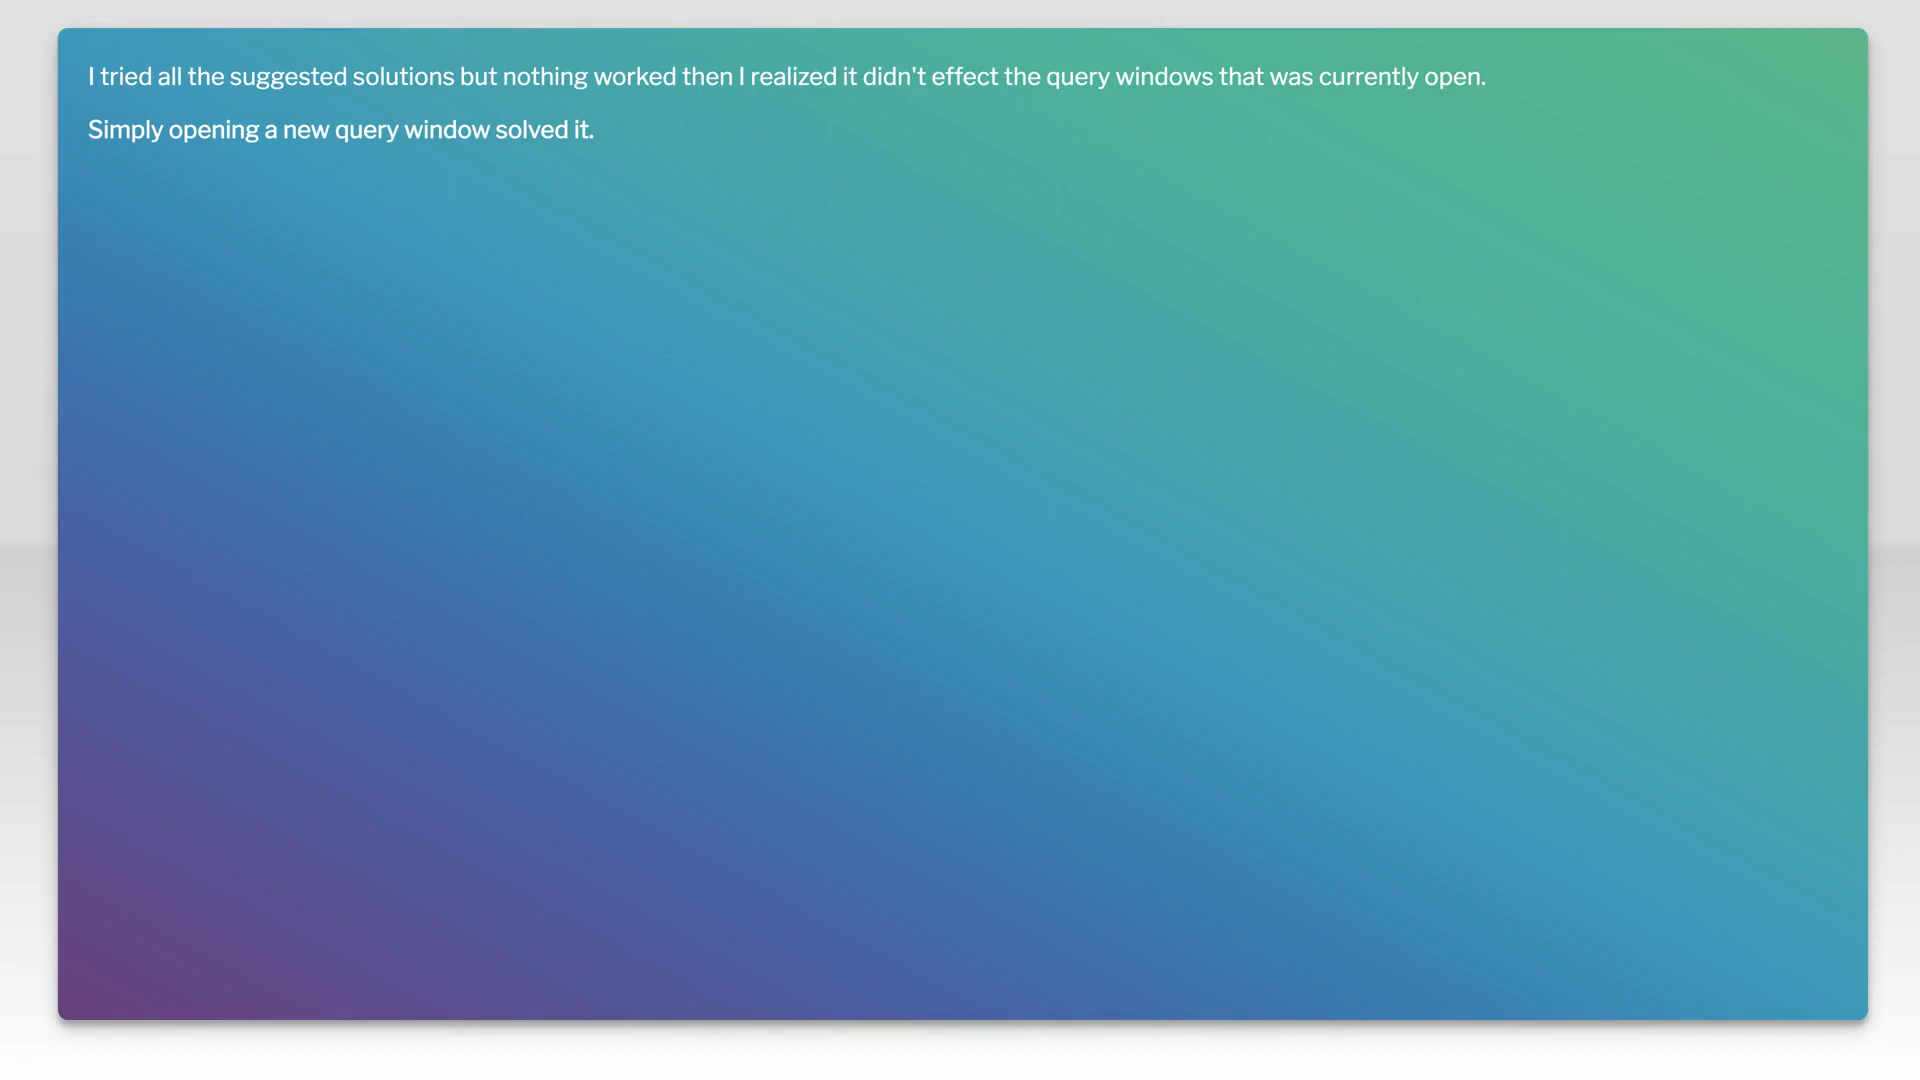 I tried all the suggested solutions but nothing worked then I realized it didn't effect the query windows that was currently open.
Simply opening a new query window solved it.